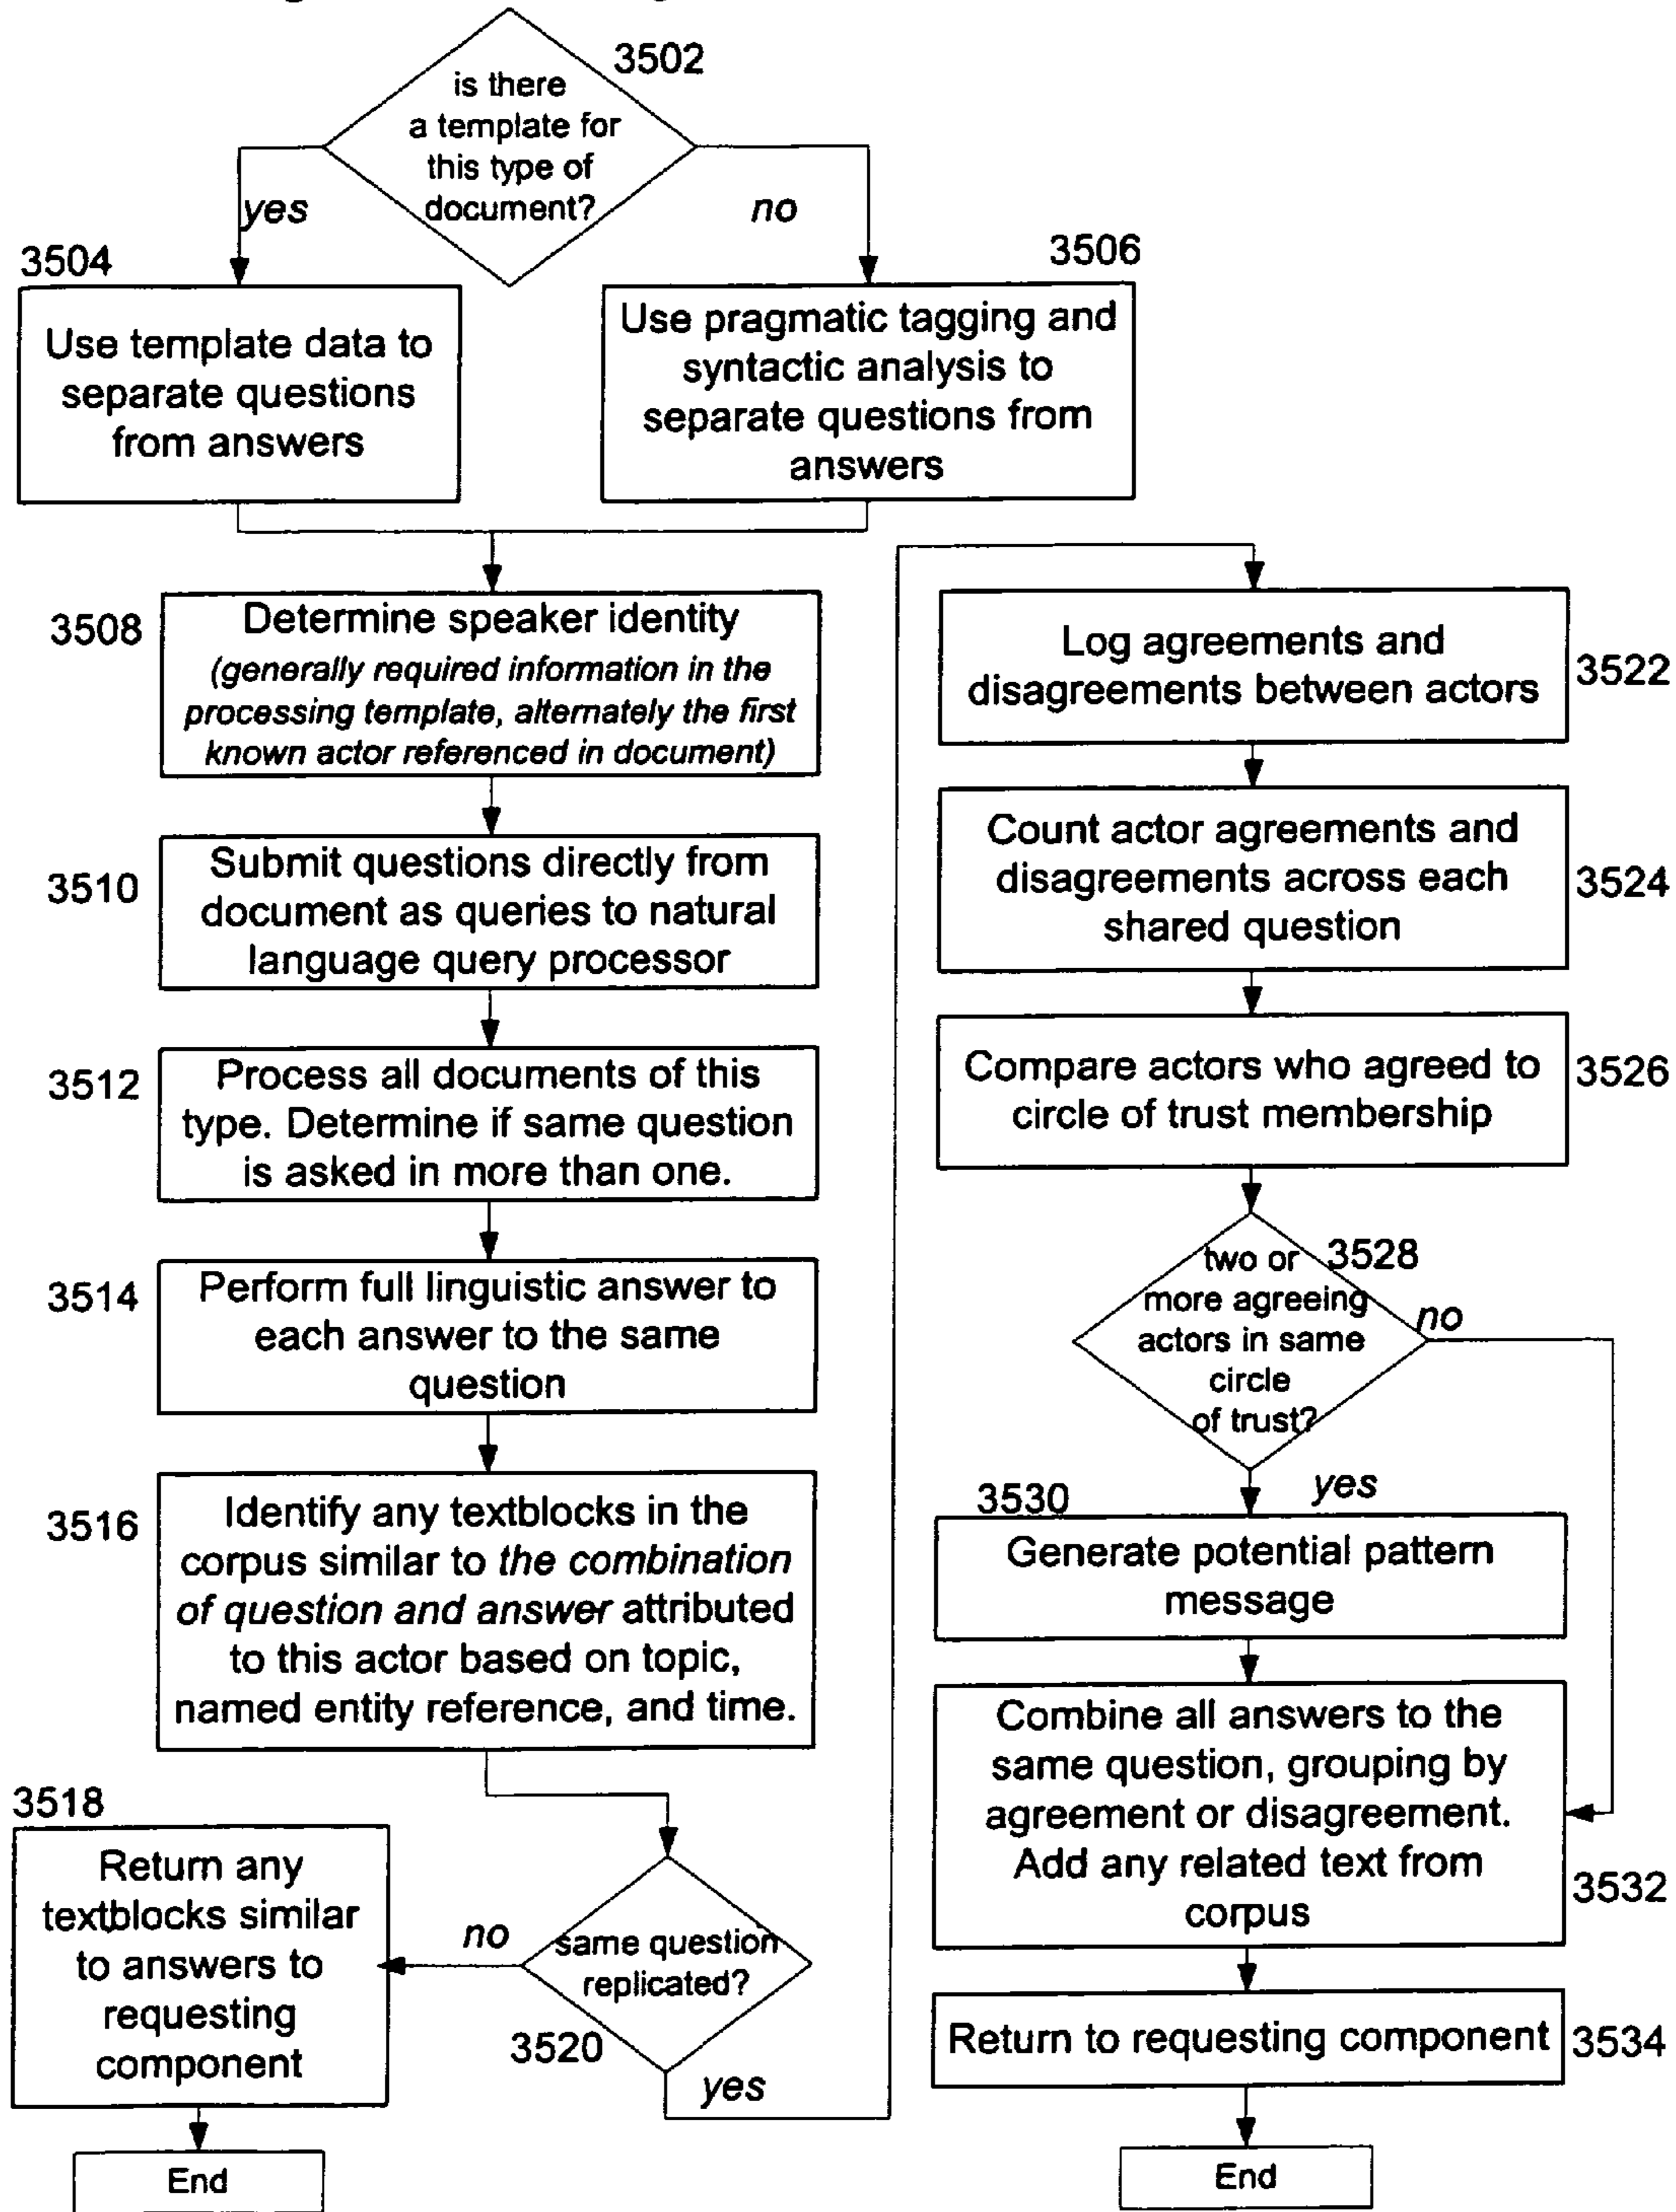 3502
is there
a template for
this type of
document?
yes
no
3504
Use template data to
separate questions
from answers
3506
Use pragmatic tagging and
syntactic analysis to
separate questions from
answers
3508
Determine speaker identity
(generally required information in the
processing template, alternately the first
known actor referenced in document)
3510
Submit questions directly from
document as queries to natural
language query processor
3512
Process all documents of this
type. Determine if same question
is asked in more than one.
3514
Perform full linguistic answer to
each answer to the same
question
3516
Identify any textblocks in the
corpus similar to the combination
of question and answer attributed
to this actor based on topic,
named entity reference, and time.
3518
Return any
textblocks similar
to answers to
requesting
component
no
same question
replicated?
3520
yes
End
Log agreements and
disagreements between actors
3522
Count actor agreements and
disagreements across each
shared question
3524
Compare actors who agreed to
circle of trust membership
3526
3528
two or
more agreeing
actors in same
circle
of trust?
no
yes
3530
Generate potential pattern
message
Combine all answers to the
same question, grouping by
agreement or disagreement.
Add any related text from
corpus
3532
Return to requesting component
3534
End